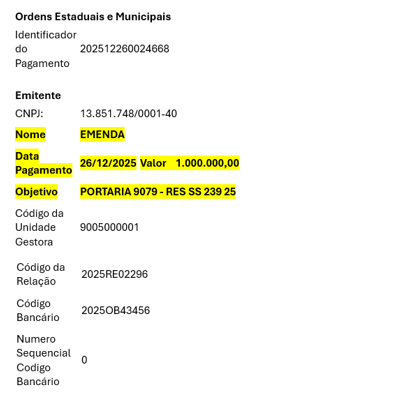 Ordens Estaduais e Municipais
Identificador
do 202512260024668
Pagamento
Emitente
CNPJ: 13.851.748/0001-40
Nome EMENDA
Data
26/12/2025 Valor 1.000.000,00
Pagamento
Objetivo PORTARIA 9079 - RES SS 239 25
Código da
Unidade 9005000001
Gestora
Código da
2025RE02296
Relação
Código
2025OB43456
Bancário
Numero
Sequencial
0
Codigo
Bancário